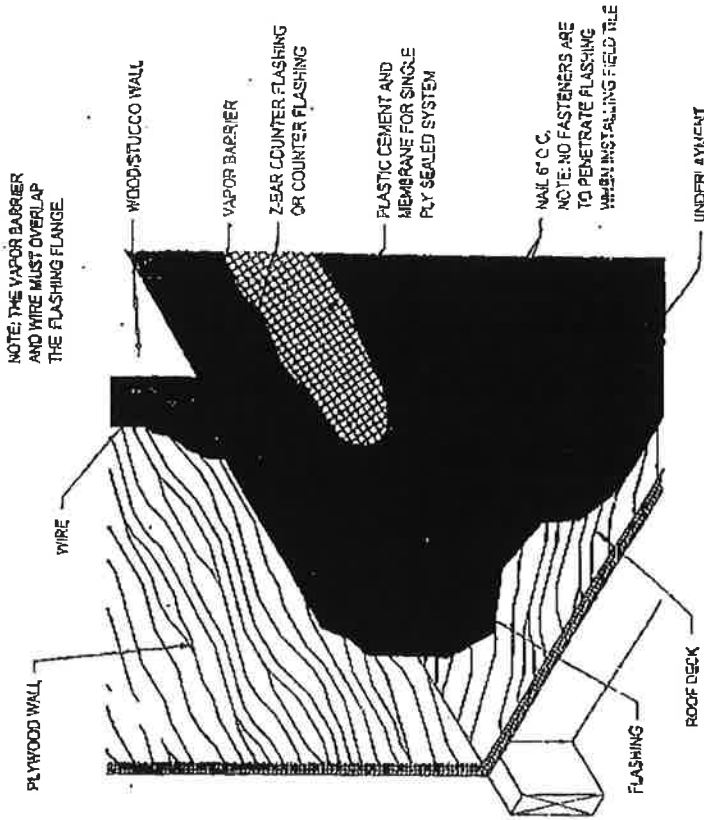 NOTE: THE VAPOR BARRIER
AND WIRE MUST OVERLAP
THE FLASHING FLANGE.
WOOD/STUCCO WALL
VAPOR BARRIER
Z-BAR COUNTER FLASHING
OR COUNTER FLASHING
PLASTIC CEMENT AND
MEMBRANE FOR SINGLE
PLY SEALED SYSTEM
NAIL 6" O.C.
NOTE: NO FASTENERS ARE
TO PENETRATE FLASHING
WHEN INSTALLING FIELD TILE
UNDERLAYMENT
WIRE
PLYWOOD WALL
FLASHING
ROOF DECK